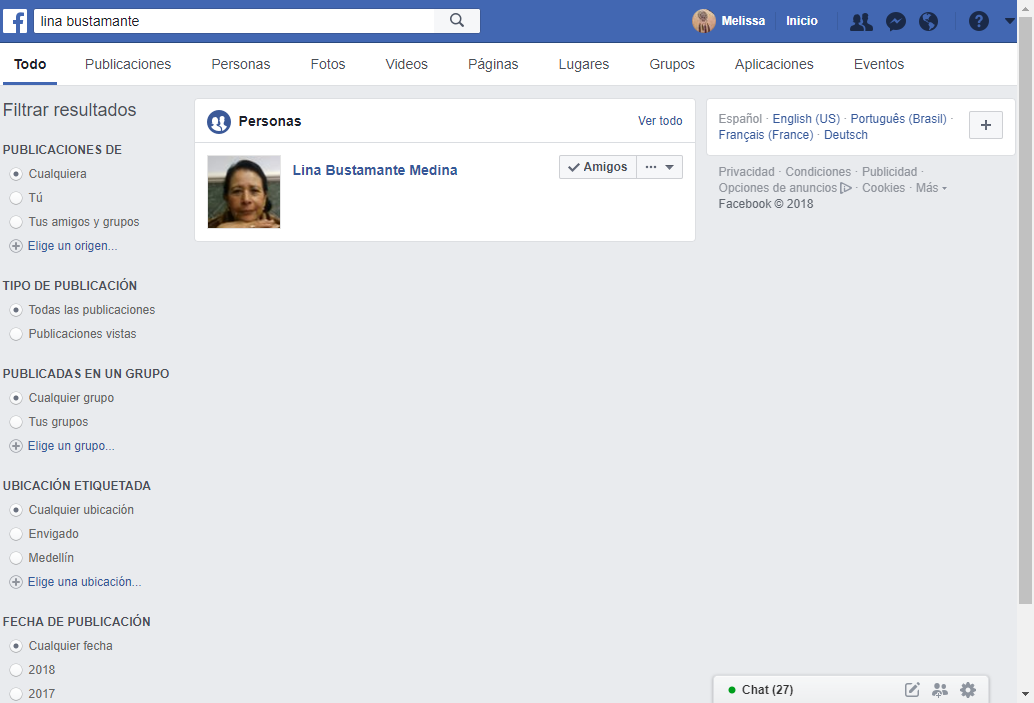 lina bustamante
Melissa
Inicio
Todo
Publicaciones
Personas
Fotos
Videos
Páginas
Lugares
Grupos
Aplicaciones
Eventos
Filtrar resultados
PUBLICACIONES DE
Cualquiera
Tú
Tus amigos y grupos
Elige un origen...
TIPO DE PUBLICACIÓN
Todas las publicaciones
Publicaciones vistas
PUBLICADAS EN UN GRUPO
Cualquier grupo
Tus grupos
Elige un grupo...
UBICACIÓN ETIQUETADA
Cualquier ubicación
Envigado
Medellín
Elige una ubicación...
FECHA DE PUBLICACIÓN
Cualquier fecha
2018
2017
Personas
Ver todo
Lina Bustamante Medina
Amigos
Español · English (US) · Português (Brasil) ·
Français (France) · Deutsch
Privacidad · Condiciones · Publicidad ·
Opciones de anuncios · Cookies · Más
Facebook © 2018
Chat (27)